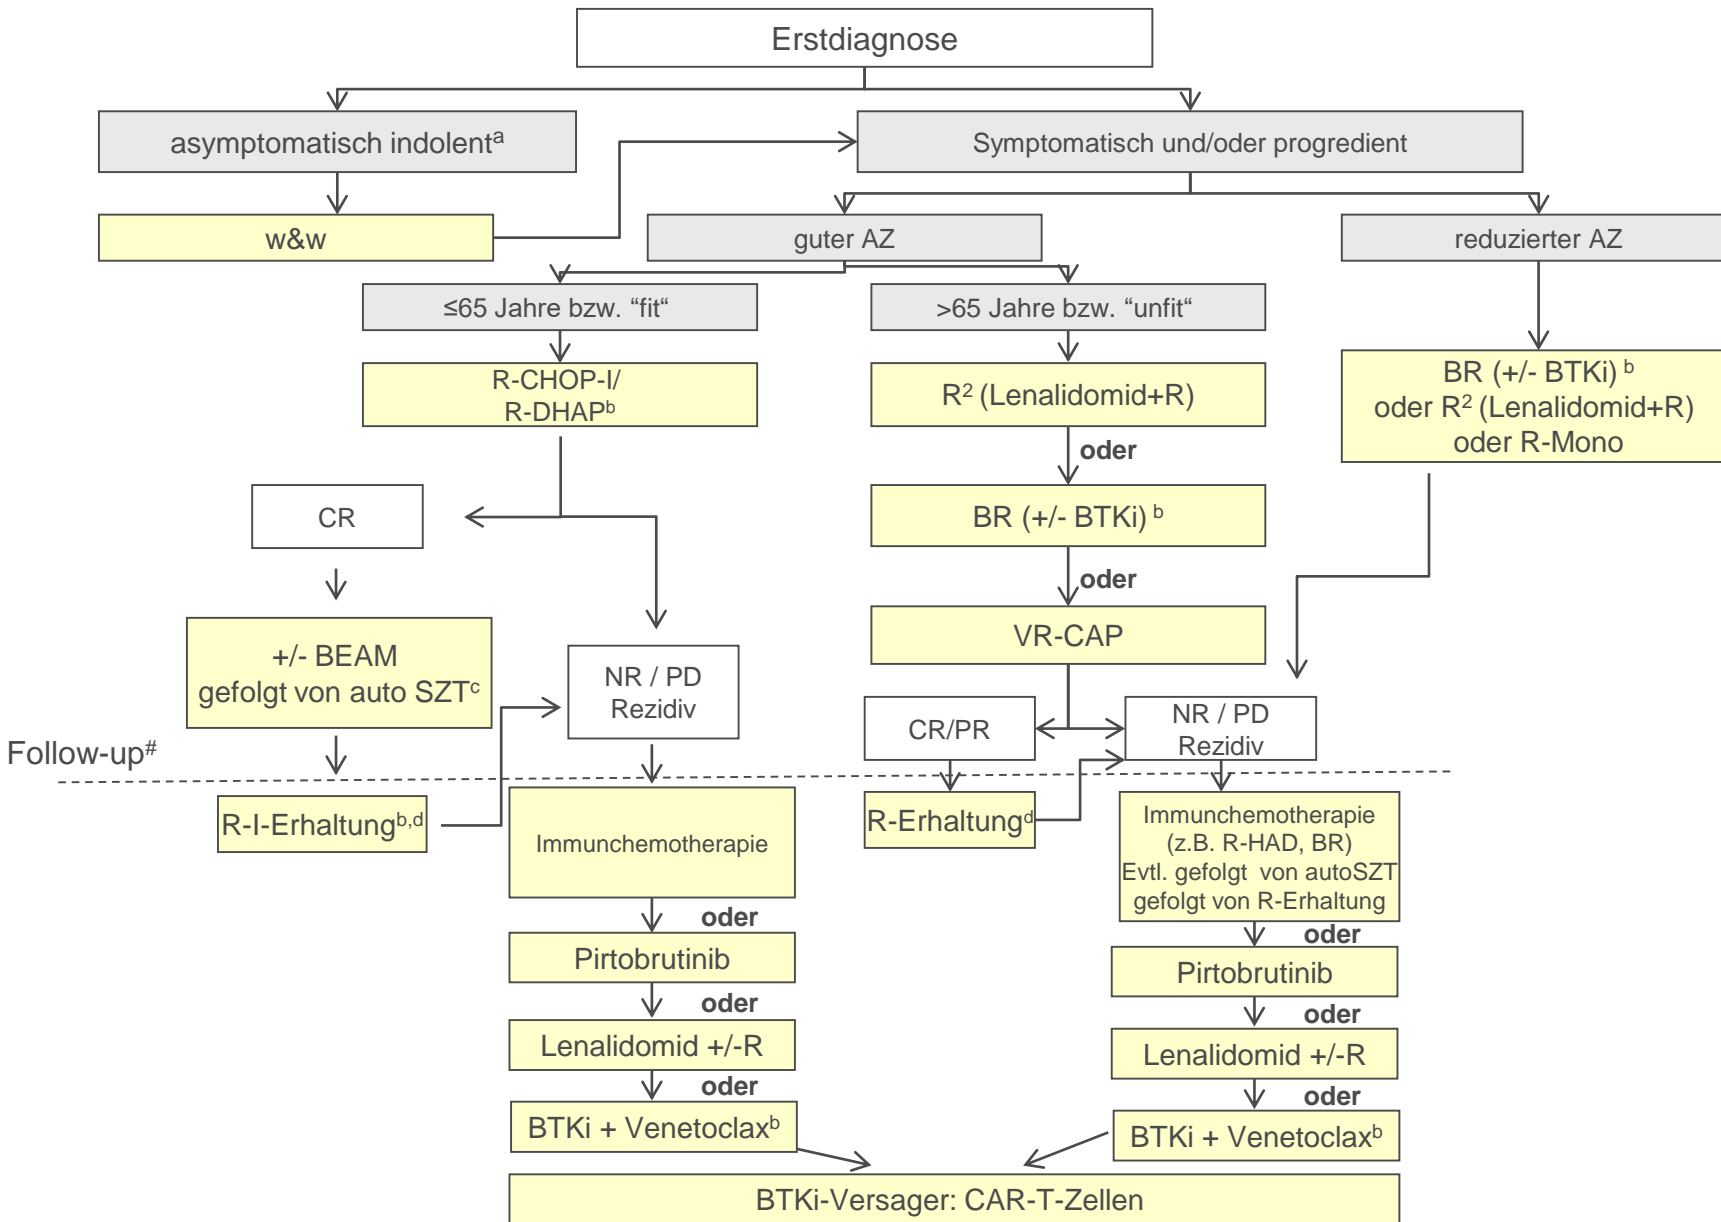 Erstdiagnose
asymptomatisch indolentᵃ
Symptomatisch und/oder progredient
w&w
guter AZ
reduzierter AZ
≤65 Jahre bzw. “fit“
>65 Jahre bzw. “unfit“
R-CHOP-I/
R-DHAPᵇ
R² (Lenalidomid+R)
BR (+/- BTKi) ᵇ
oder R² (Lenalidomid+R)
oder R-Mono
oder
CR
BR (+/- BTKi) ᵇ
oder
+/- BEAM
gefolgt von auto SZTᶜ
NR / PD
Rezidiv
VR-CAP
CR/PR
NR / PD
Rezidiv
Follow-up#
R-I-Erhaltungᵇ,ᵈ
Immunchemotherapie
R-Erhaltungᵈ
Immunchemotherapie
(z.B. R-HAD, BR)
Evtl. gefolgt von autoSZT
gefolgt von R-Erhaltung
oder
oder
Pirtobrutinib
Pirtobrutinib
oder
oder
Lenalidomid +/-R
Lenalidomid +/-R
oder
oder
BTKi + Venetoclaxᵇ
BTKi + Venetoclaxᵇ
BTKi-Versager: CAR-T-Zellen